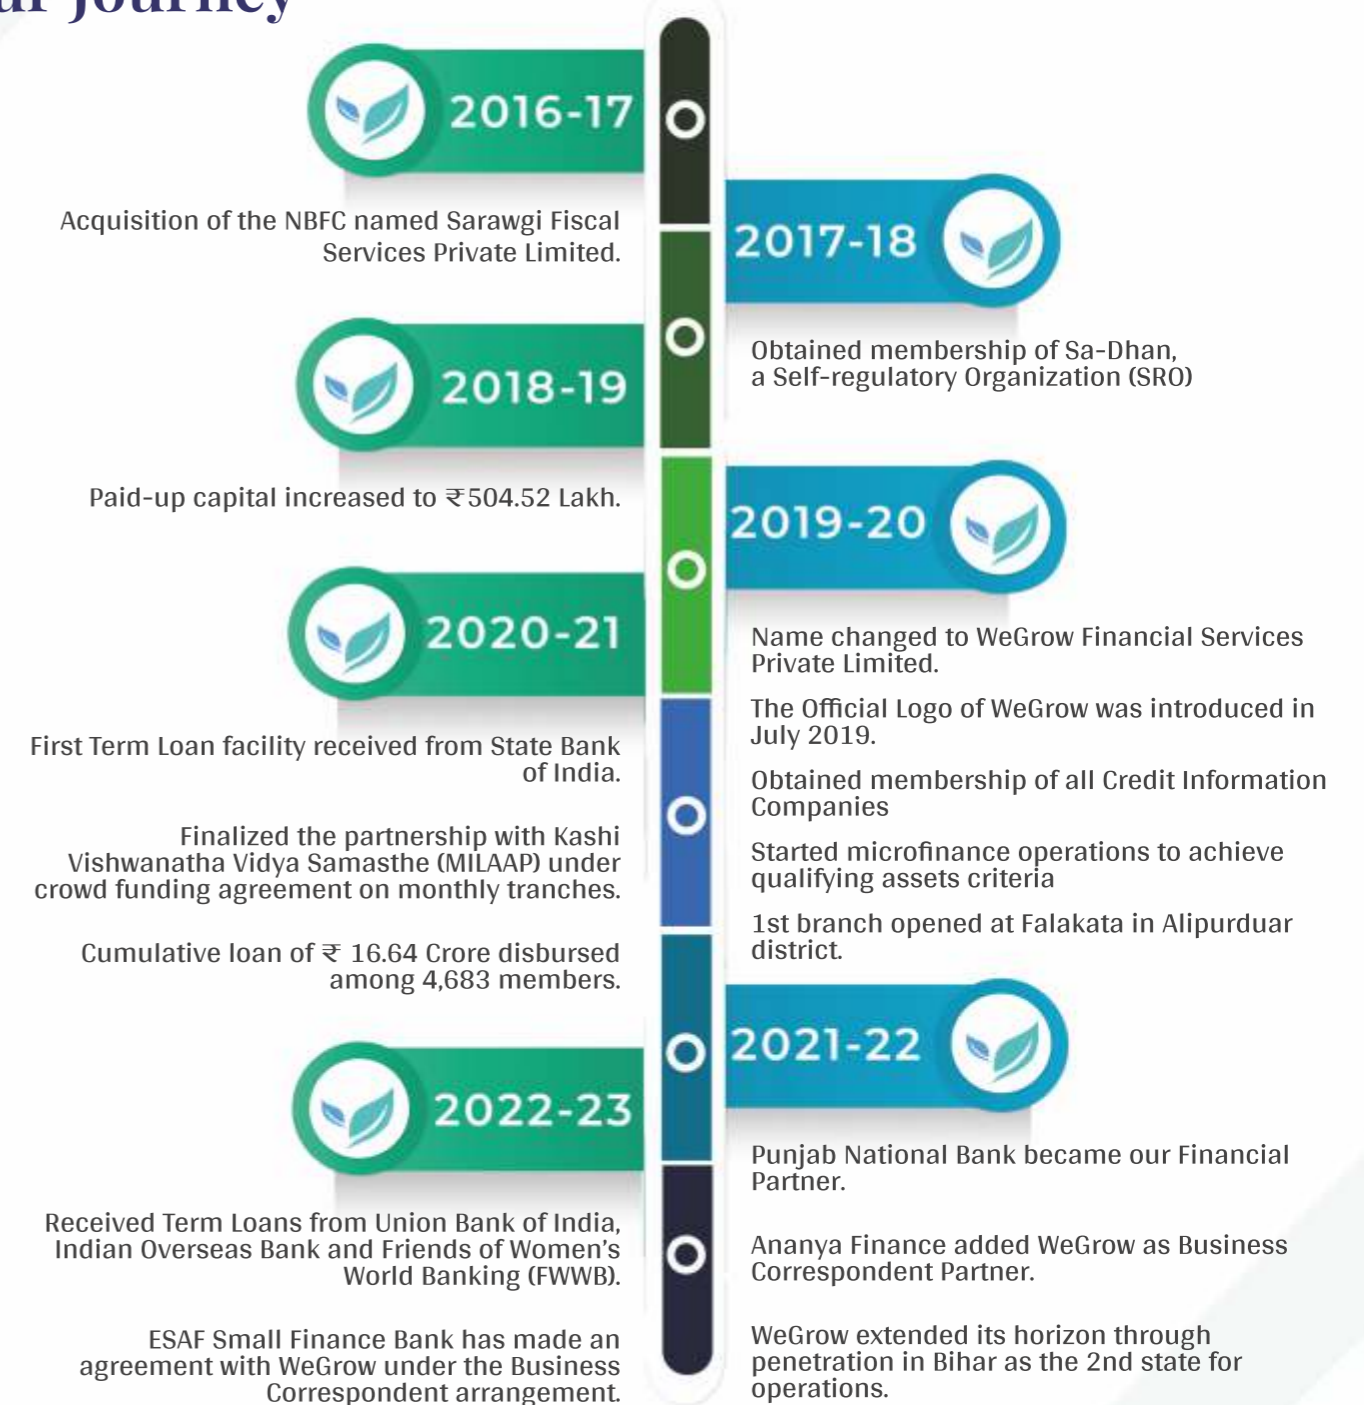 Journey
2016-17
Acquisition of the NBFC named Sarawgi Fiscal
Services Private Limited.
2017-18
Obtained membership of Sa-Dhan,
a Self-regulatory Organization (SRO)
2018-19
Paid-up capital increased to ₹504.52 Lakh.
2019-20
Name changed to WeGrow Financial Services
Private Limited.
The Official Logo of WeGrow was introduced in
July 2019.
Obtained membership of all Credit Information
Companies
Started microfinance operations to achieve
qualifying assets criteria
1st branch opened at Falakata in Alipurduar
district.
2020-21
First Term Loan facility received from State Bank
of India.
Finalized the partnership with Kashi
Vishwanatha Vidya Samasthe (MILAAP) under
crowd funding agreement on monthly tranches.
Cumulative loan of ₹ 16.64 Crore disbursed
among 4,683 members.
2021-22
Punjab National Bank became our Financial
Partner.
Ananya Finance added WeGrow as Business
Correspondent Partner.
WeGrow extended its horizon through
penetration in Bihar as the 2nd state for
operations.
2022-23
Received Term Loans from Union Bank of India,
Indian Overseas Bank and Friends of Women’s
World Banking (FWWB).
ESAF Small Finance Bank has made an
agreement with WeGrow under the Business
Correspondent arrangement.